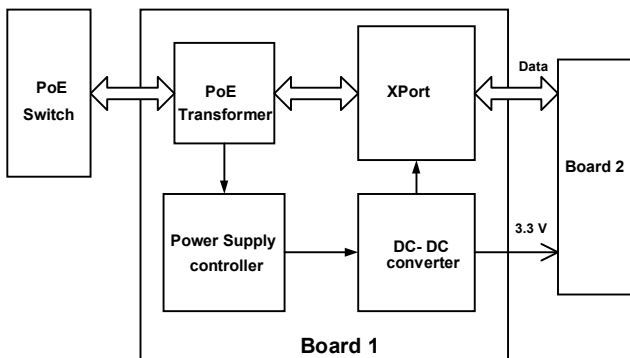 PoE
Switch
PoE
Transformer
XPort
Data
Board 2
Power Supply
controller
DC- DC
converter
3.3 V
Board 1